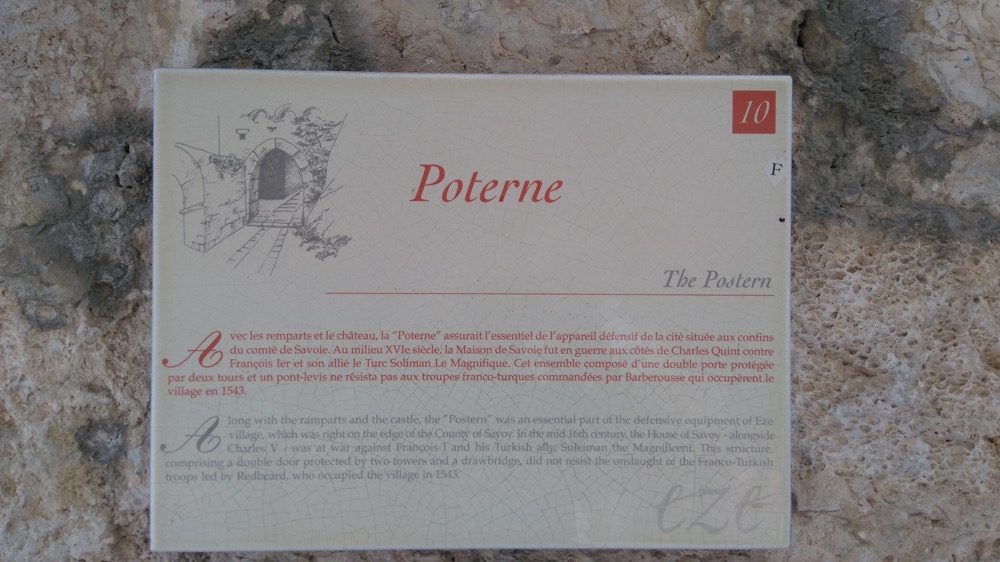 10
F
Poterne
The Postern
Avec les remparts et le château, la "Poterne" assurait l'essentiel de l'appareil défensif de la cité située aux confins
du comté de Savoie. Au milieu XVIe siècle, la Maison de Savoie fut en guerre aux côtés de Charles Quint contre
François Ier et son allié le Turc Soliman Le Magnifique. Cet ensemble composé d'une double porte protégée
par deux tours et un pont-levis ne résista pas aux troupes franco-turques commandées par Barberousse qui occupèrent le
village en 1543.
Along with the ramparts and the castle, the "Postern" was an essential part of the defensive equipment of Eze
village, which was right on the edge of the County of Savoy. In the mid 16th century, the House of Savoy - alongside
Charles V - was at war against François I and his Turkish ally, Suleiman the Magnificent. This structure,
comprising a double door protected by two towers and a drawbridge, did not resist the onslaught of the Franco-Turkish
troops led by Redbeard, who occupied the village in 1543.
eze